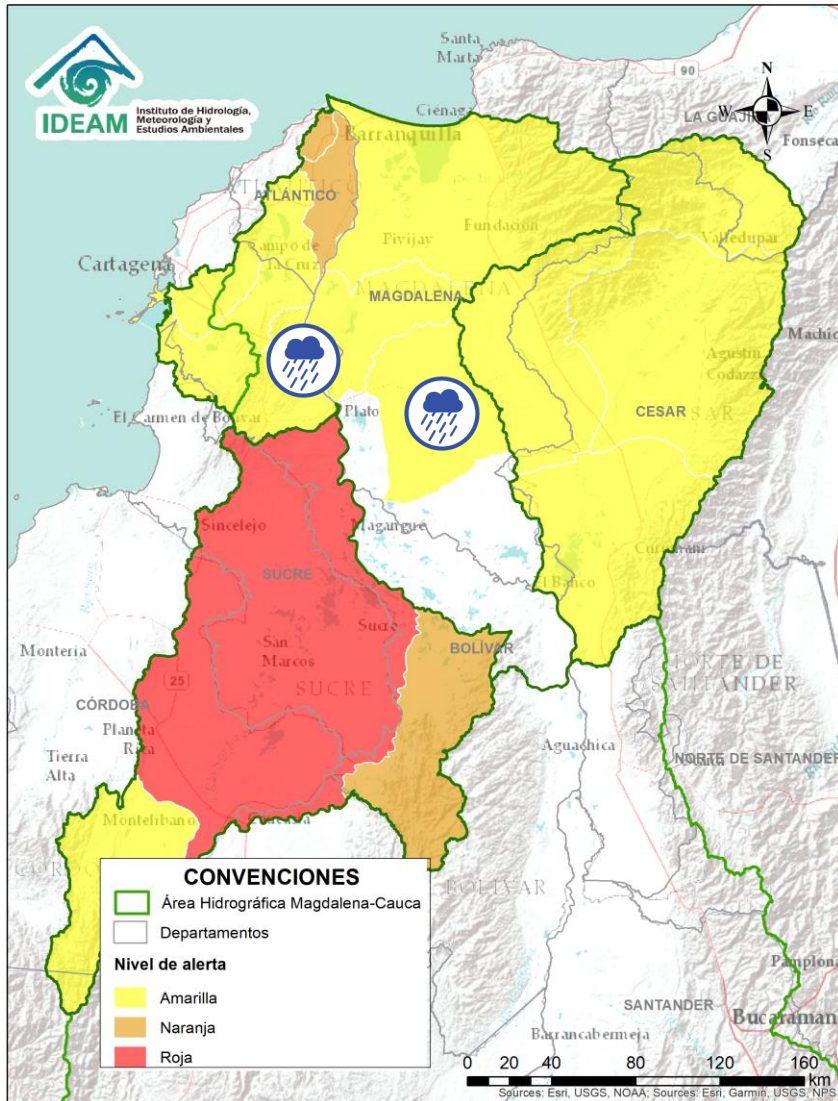 IDEAM
Instituto de Hidrología,
Meteorología y
Estudios Ambientales
Santa
Marta
90
N
W
E
S
Ciénaga
LA GUAJI
Fonseca
Barranquilla
ATLÁNTICO
Fundación
Valledupar
Campo de
la Cruz
Pivijay
Cartagena
MAGDALENA
Agustín
Codazzi
El Carmen de Bolívar
Plato
CESAR
Sincelejo
Magangue
SUCRE
El Banco
Sucre
San
Marcos
BOLÍVAR
Montería
SUCRE
25
NORTE DE
SANTANDER
CÓRDOBA
Planeta
Rica
Aguachica
Tierra
Alta
NORTE DE SANTANDER
Montelibano
BOLÍVAR
CONVENCIONES
Área Hidrográfica Magdalena-Cauca
Departamentos
Nivel de alerta
Amarilla
Naranja
Roja
Pamplona
SANTANDER
Bucaraman
Barrancabermeja
0 20 40 80 120 160
km
Sources: Esri, USGS, NOAA; Sources: Esri, Garmin, USGS, NPS